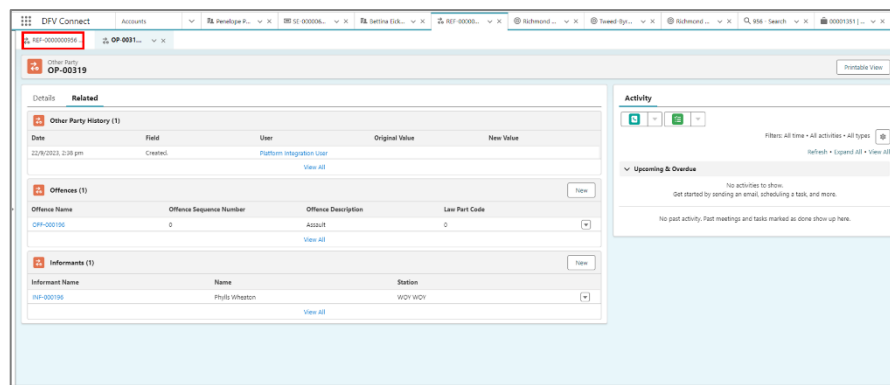 DFV Connect Accounts Penelope P... SE-000006... Bettina Eick... REF-00000... Richmond ... Tweed-Byr... Richmond ... 956 - Search 00001351 | ...
REF-0000000956 ... OP-0031...
Other Party
OP-00319
Printable View
Details Related
Other Party History (1)
Date Field User Original Value New Value
22/9/2023, 2:36 pm Created. Platform Integration User
View All
Offences (1) New
Offence Name Offence Sequence Number Offence Description Law Part Code
OFF-000196 0 Assault 0
View All
Informants (1) New
Informant Name Name Station
INF-000196 Phylls Wheaton WOY WOY
View All
Activity
Filters: All time • All activities • All types
Refresh • Expand All • View All
Upcoming & Overdue
No activities to show.
Get started by sending an email, scheduling a task, and more.
No past activity. Past meetings and tasks marked as done show up here.